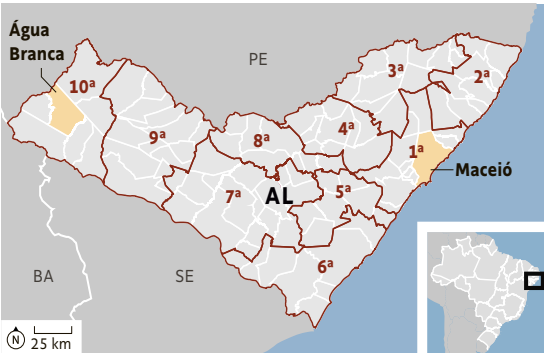 Água
Branca
PE
10ª
3ª
2ª
9ª
8ª
4ª
1ª
Maceió
7ª
AL
5ª
6ª
BA
SE
N
25 km